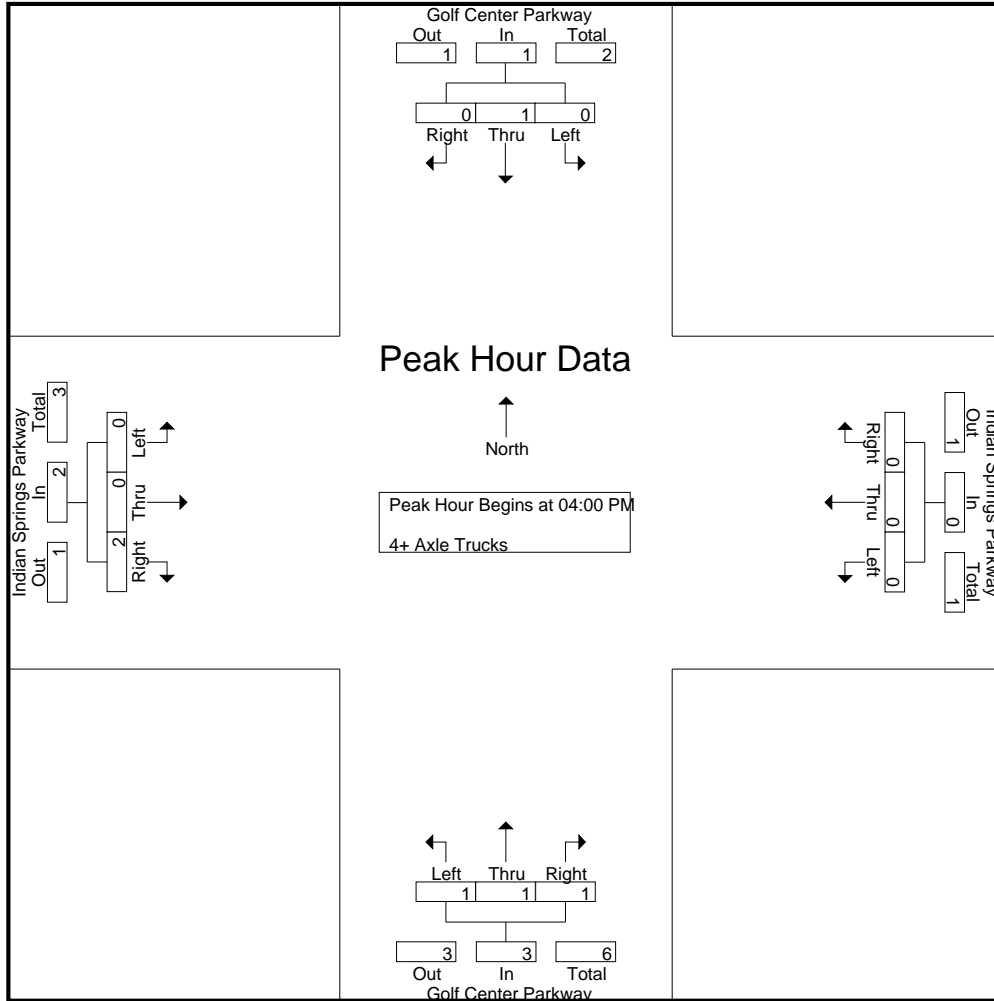 Golf Center Parkway
Out In Total
1 1 2
0 1 0
Right Thru Left
Peak Hour Data
North
Peak Hour Begins at 04:00 PM
4+ Axle Trucks
Indian Springs Parkway
Out In Total
1 2 3
Left Thru Right
0 0 2
Right Thru Left
0 0 0
Out In Total
1 0 1
Indian Springs Parkway
Left Thru Right
1 1 1
3 3 6
Out In Total
Golf Center Parkway